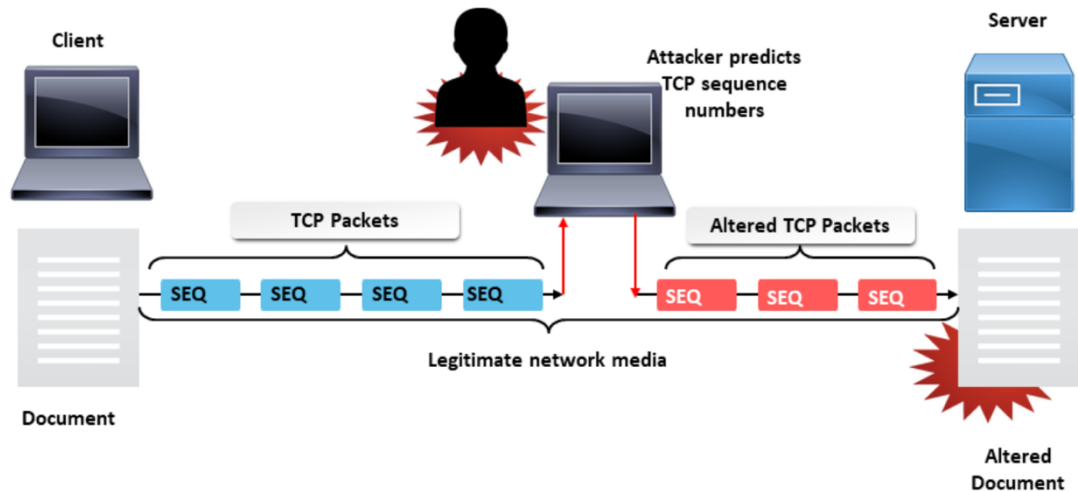 Client
Server
Attacker predicts
TCP sequence
numbers
TCP Packets
Altered TCP Packets
SEQ SEQ SEQ SEQ SEQ SEQ SEQ
Legitimate network media
Document
Altered
Document